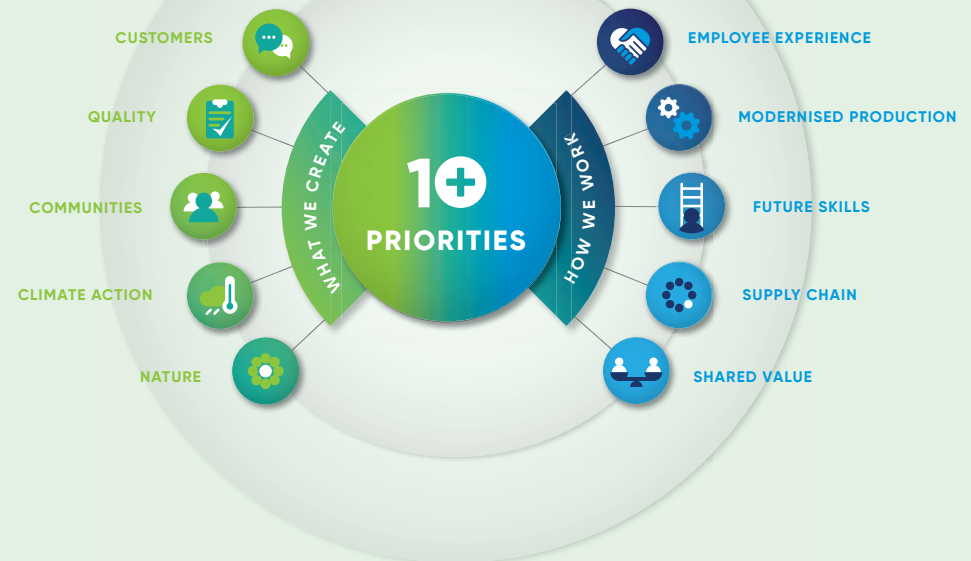 CUSTOMERS
QUALITY
COMMUNITIES
CLIMATE ACTION
NATURE
WHAT WE CREATE
10
PRIORITIES
HOW WE WORK
EMPLOYEE EXPERIENCE
MODERNISED PRODUCTION
FUTURE SKILLS
SUPPLY CHAIN
SHARED VALUE